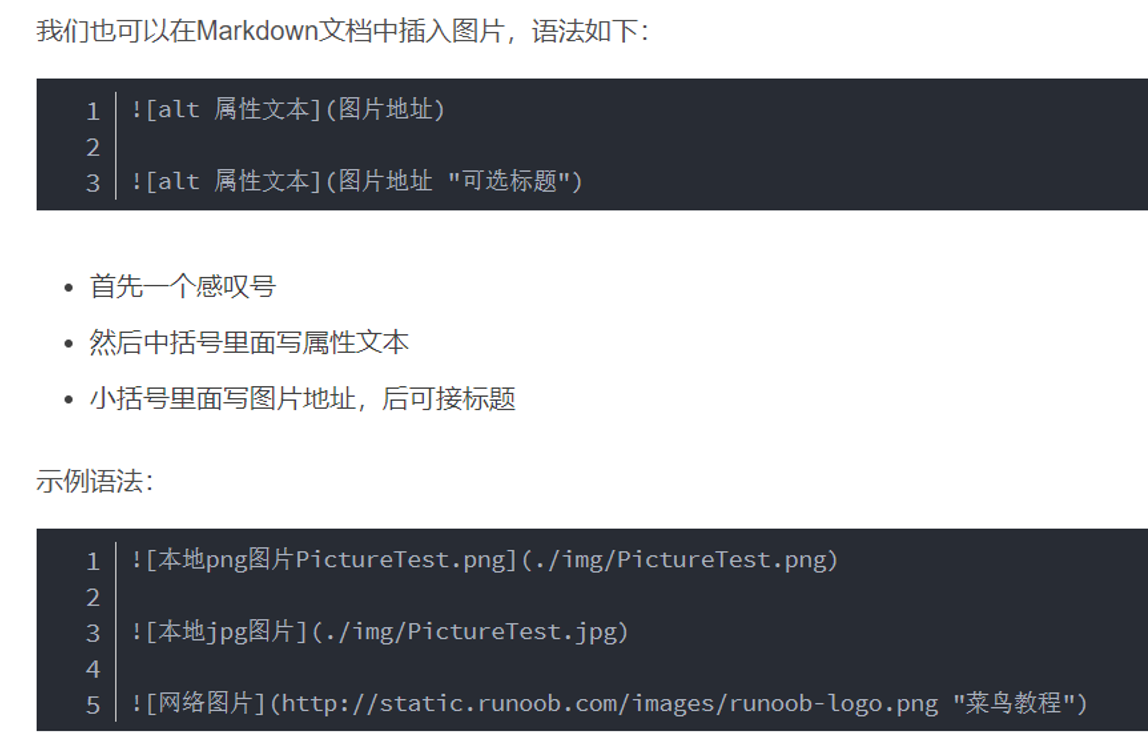 我们也可以在Markdown文档中插入图片，语法如下：
1 ![alt 属性文本](图片地址)
2
3 ![alt 属性文本](图片地址 "可选标题")
• 首先一个感叹号
• 然后中括号里面写属性文本
• 小括号里面写图片地址，后可接标题
示例语法：
1 ![本地png图片PictureTest.png](./img/PictureTest.png)
2
3 ![本地jpg图片](./img/PictureTest.jpg)
4
5 ![网络图片](http://static.runoob.com/images/runoob-logo.png "菜鸟教程")